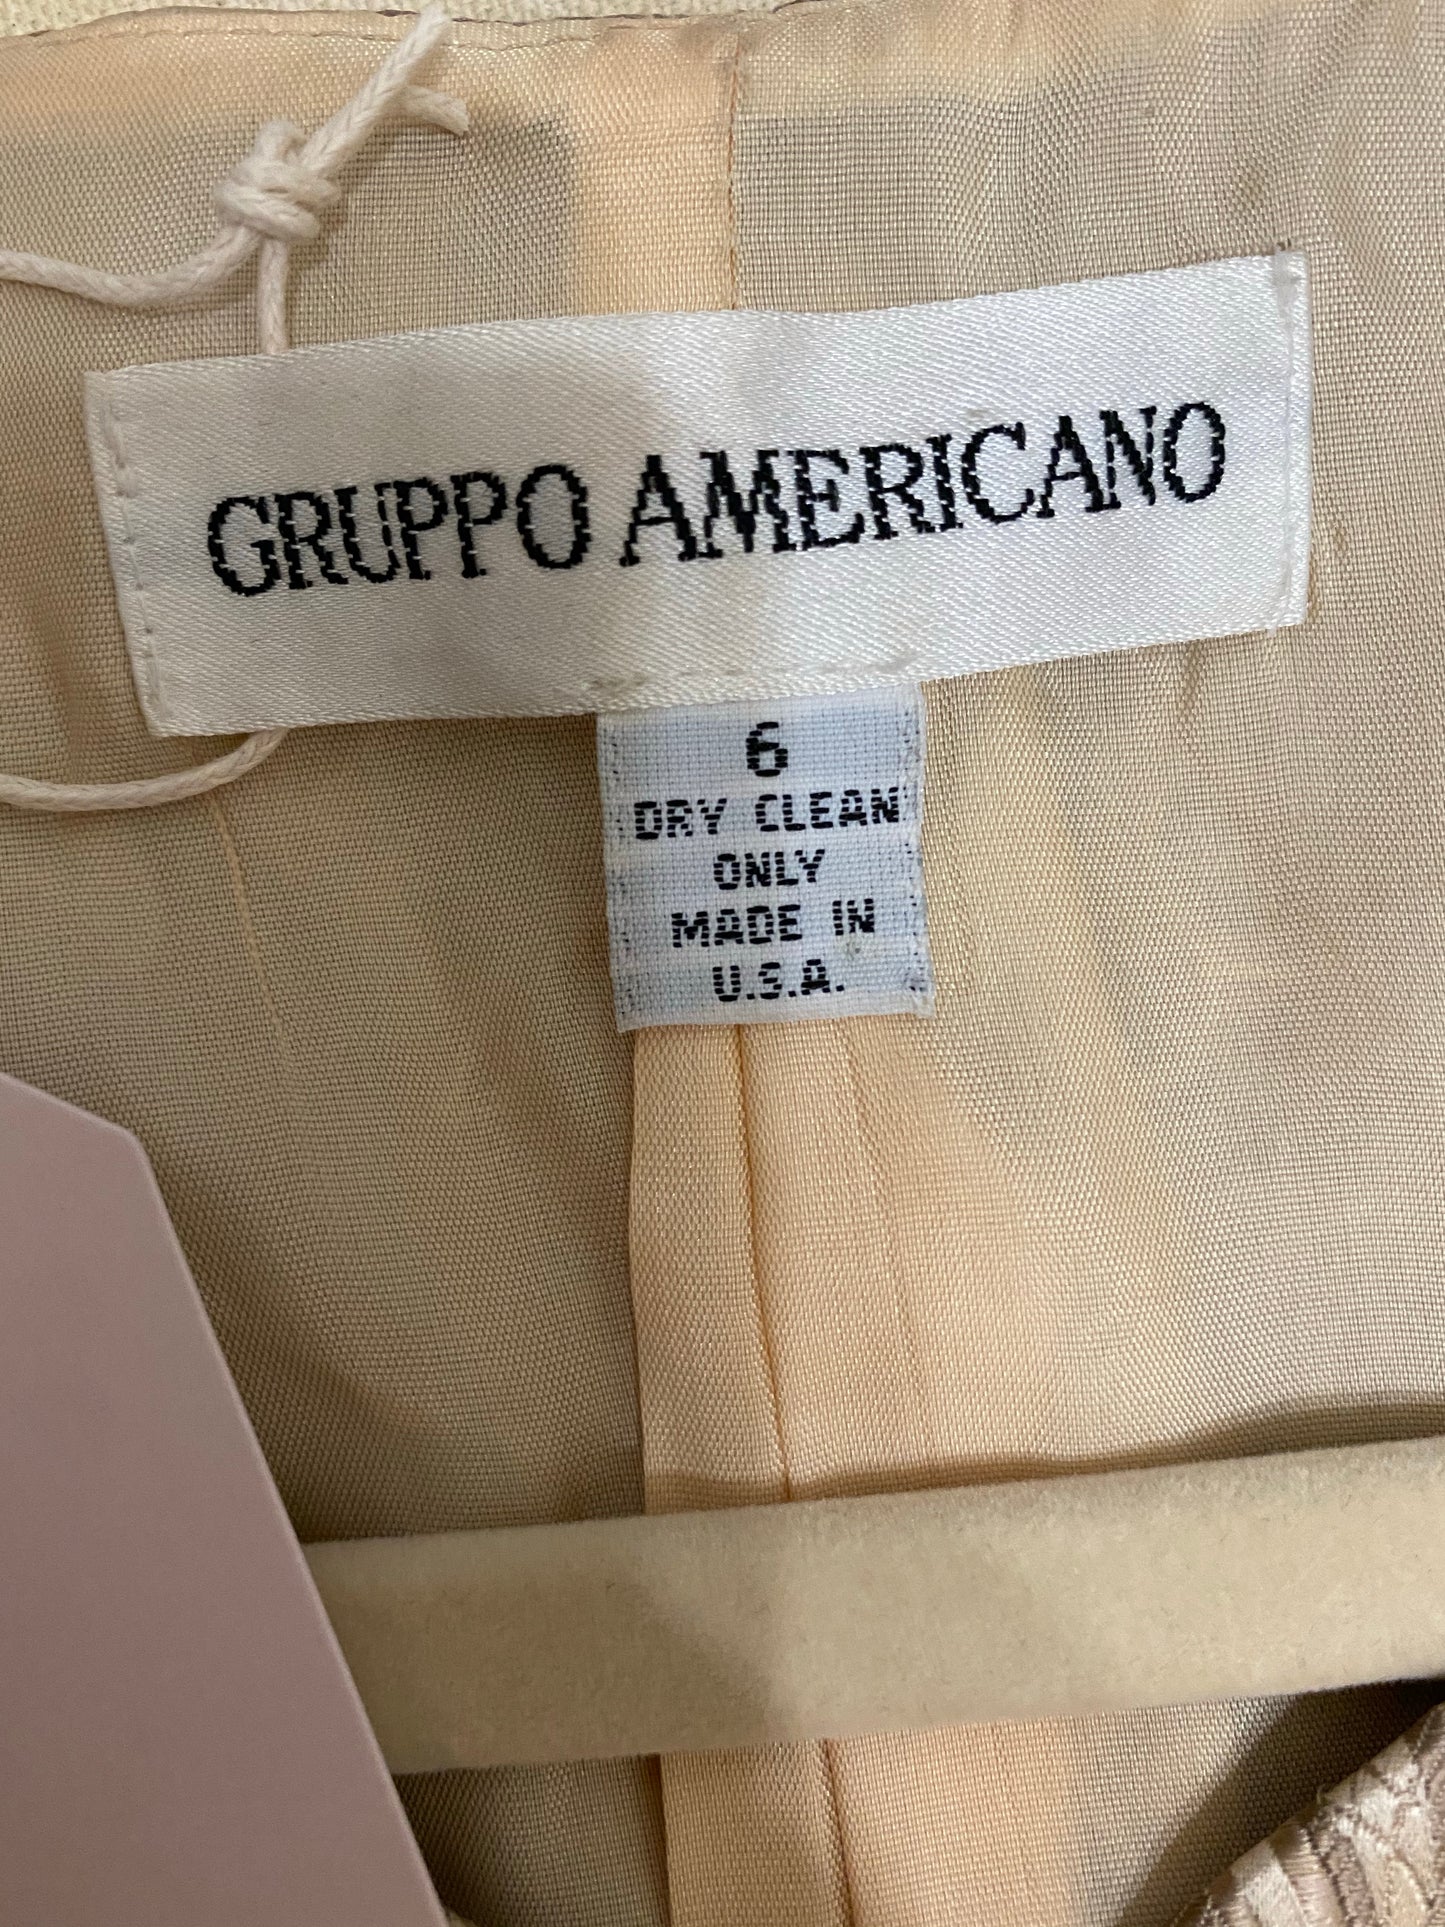 GRUPPO AMERICANO
6
DRY CLEAN
ONLY
MADE IN
U.S.A.